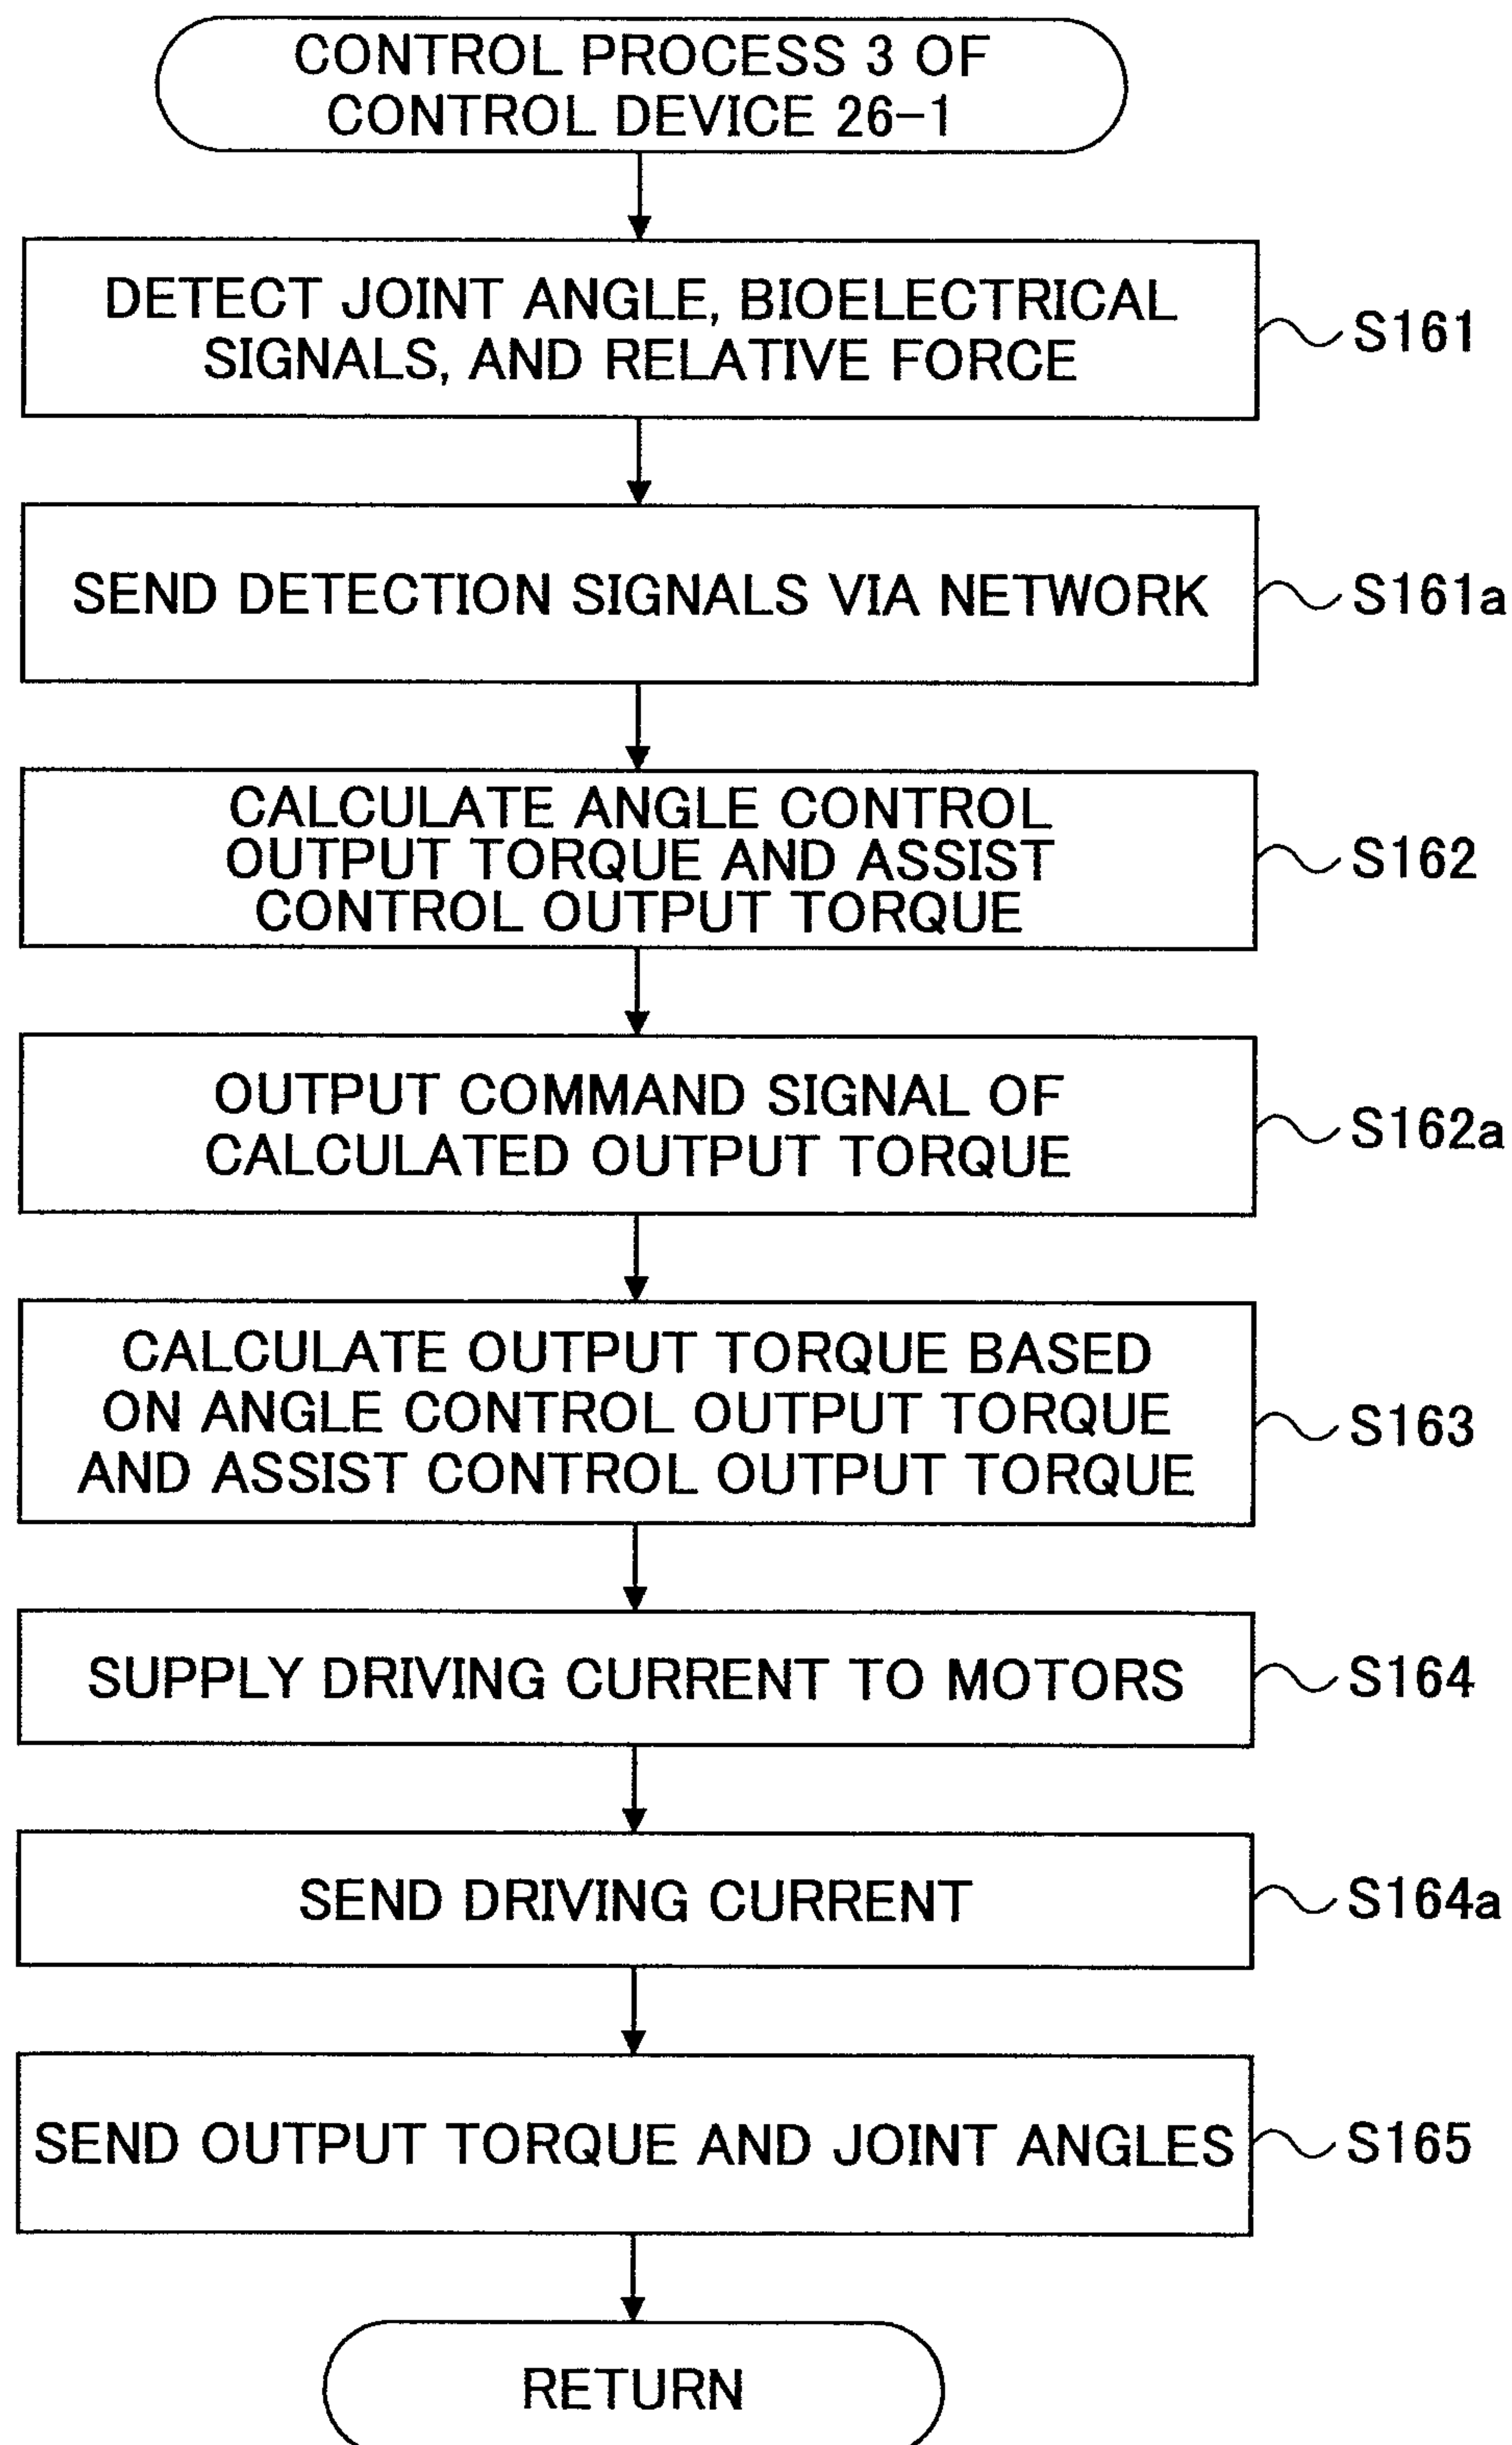 CONTROL PROCESS 3 OF
CONTROL DEVICE 26-1
DETECT JOINT ANGLE, BIOELECTRICAL
SIGNALS, AND RELATIVE FORCE
S161
SEND DETECTION SIGNALS VIA NETWORK
S161a
CALCULATE ANGLE CONTROL
OUTPUT TORQUE AND ASSIST
CONTROL OUTPUT TORQUE
S162
OUTPUT COMMAND SIGNAL OF
CALCULATED OUTPUT TORQUE
S162a
CALCULATE OUTPUT TORQUE BASED
ON ANGLE CONTROL OUTPUT TORQUE
AND ASSIST CONTROL OUTPUT TORQUE
S163
SUPPLY DRIVING CURRENT TO MOTORS
S164
SEND DRIVING CURRENT
S164a
SEND OUTPUT TORQUE AND JOINT ANGLES
S165
RETURN